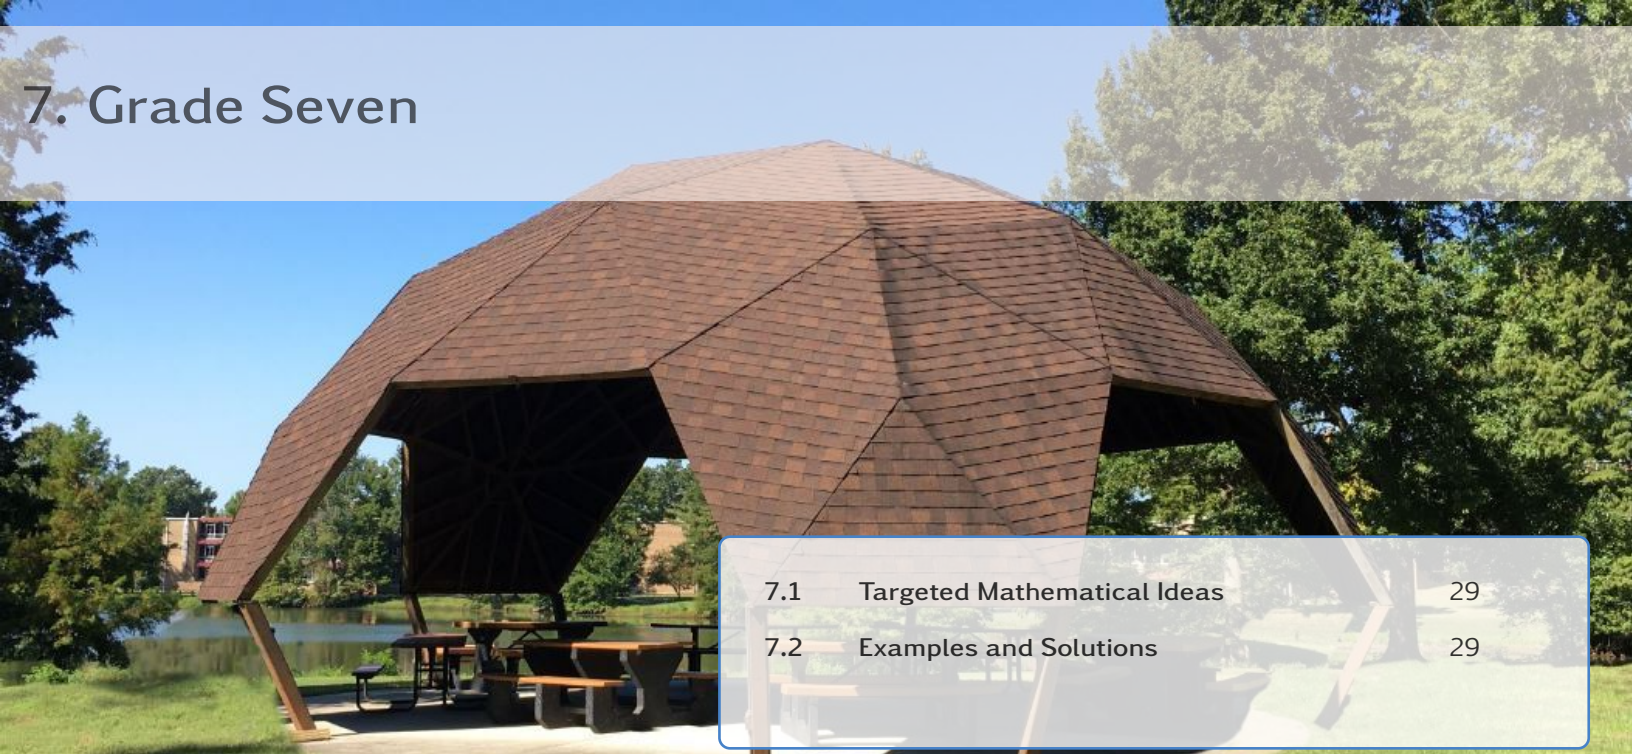 7. Grade Seven
7.1 Targeted Mathematical Ideas 29
7.2 Examples and Solutions 29